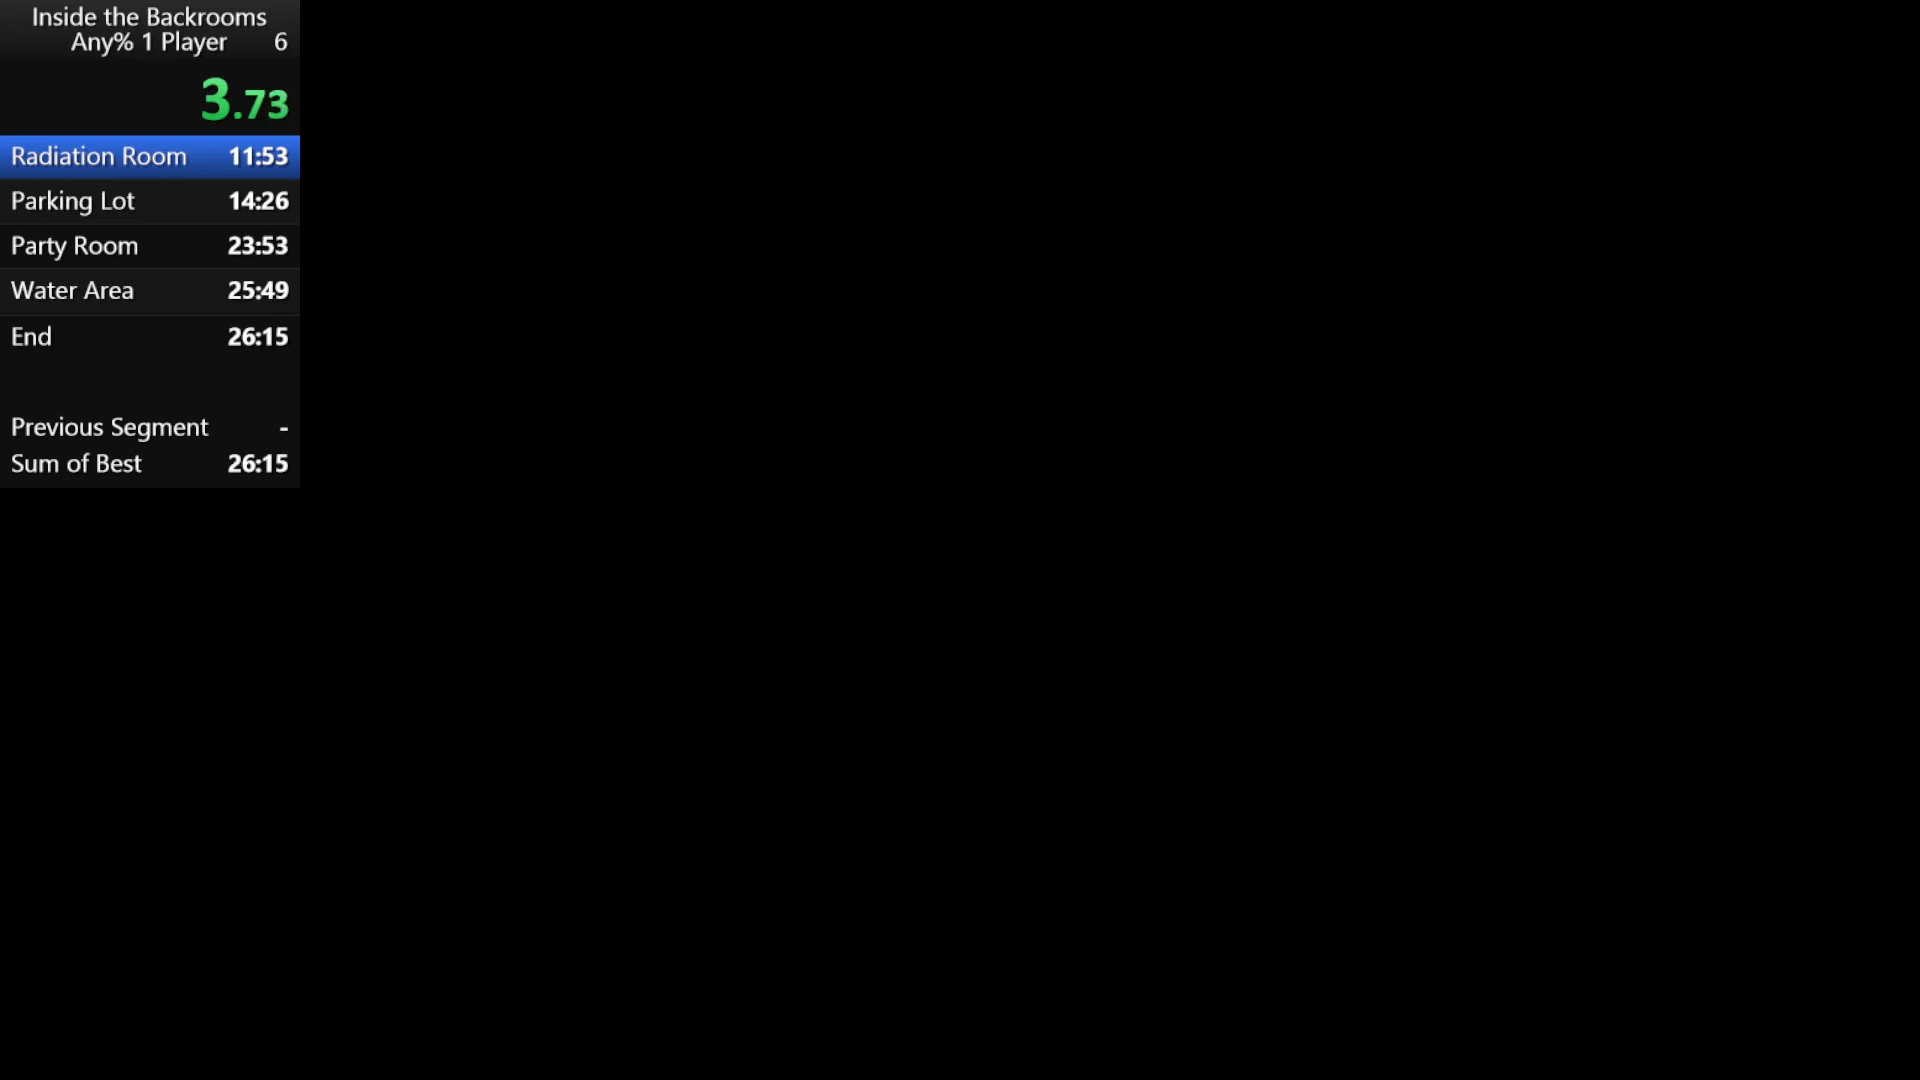 Inside the Backrooms
Any% 1 Player 6
3.73
Radiation Room 11:53
Parking Lot 14:26
Party Room 23:53
Water Area 25:49
End 26:15
Previous Segment -
Sum of Best 26:15